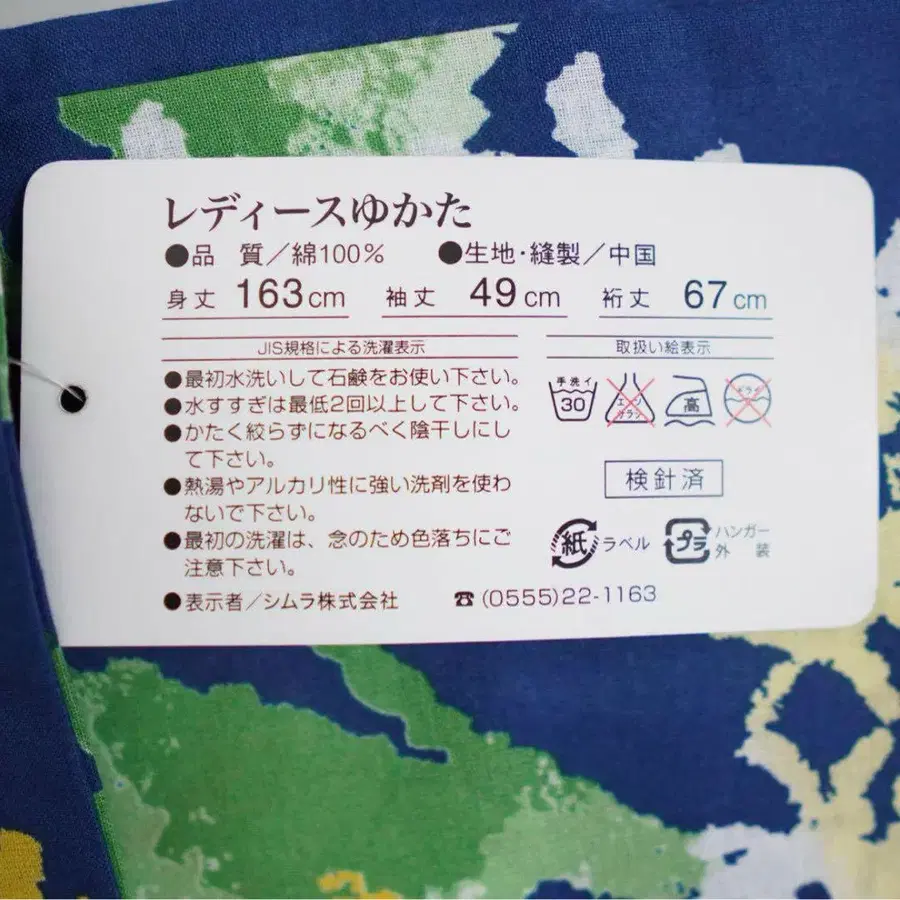 レディースゆかた
●品 質／綿100% ●生地・縫製／中国
身丈 163cm 袖丈 49cm 裄丈 67cm
JIS規格による洗濯表示
●最初水洗いして石鹸をお使い下さい。
●水すすぎは最低2回以上して下さい。
●かたく絞らずになるべく陰干しにし
て下さい。
●熱湯やアルカリ性に強い洗剤を使わ
ないで下さい。
●最初の洗濯は、念のため色落ちにご
注意下さい。
●表示者／シムラ株式会社 ☎(0555)22-1163
取扱い絵表示
手洗イ 30 エンソサラシ 高 ドライ
検針済
紙 ラベル プラ ハンガー
外 装